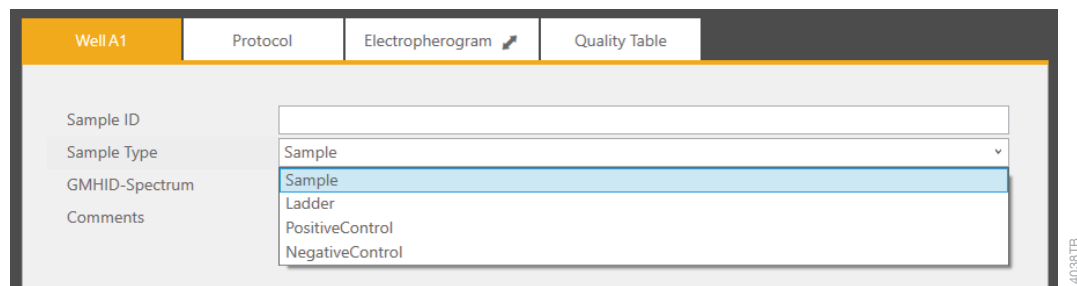 Well A1 Protocol Electropherogram Quality Table
Sample ID
Sample Type Sample
GMHID-Spectrum Sample
Ladder
Comments PositiveControl
NegativeControl
4038TB